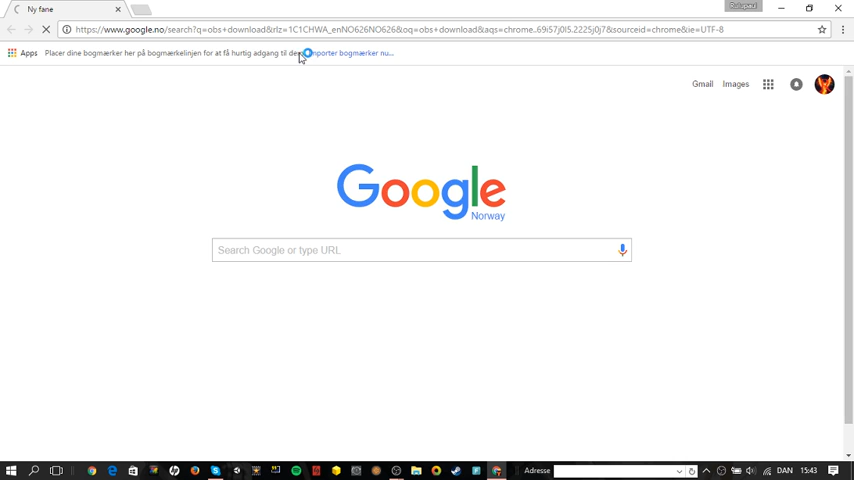 Ny fane
Rulupaul
https://www.google.no/search?q=obs+download&rlz=1C1CHWA_enNO626NO626&oq=obs+download&aqs=chrome..69i57j0l5.2225j0j7&sourceid=chrome&ie=UTF-8
Apps Placer dine bogmærker her på bogmærkelinjen for at få hurtig adgang til dem. Importer bogmærker nu...
Gmail Images
Google
Norway
Search Google or type URL
Adresse DAN 15:43